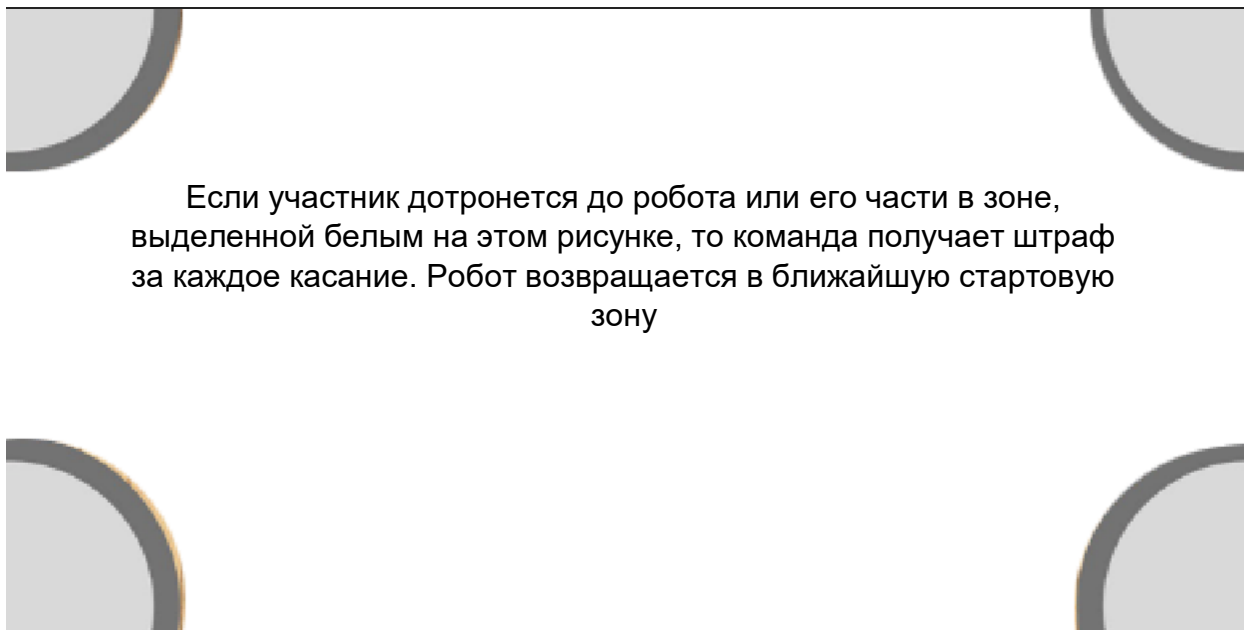 Если участник дотронется до робота или его части в зоне,
выделенной белым на этом рисунке, то команда получает штраф
за каждое касание. Робот возвращается в ближайшую стартовую
зону